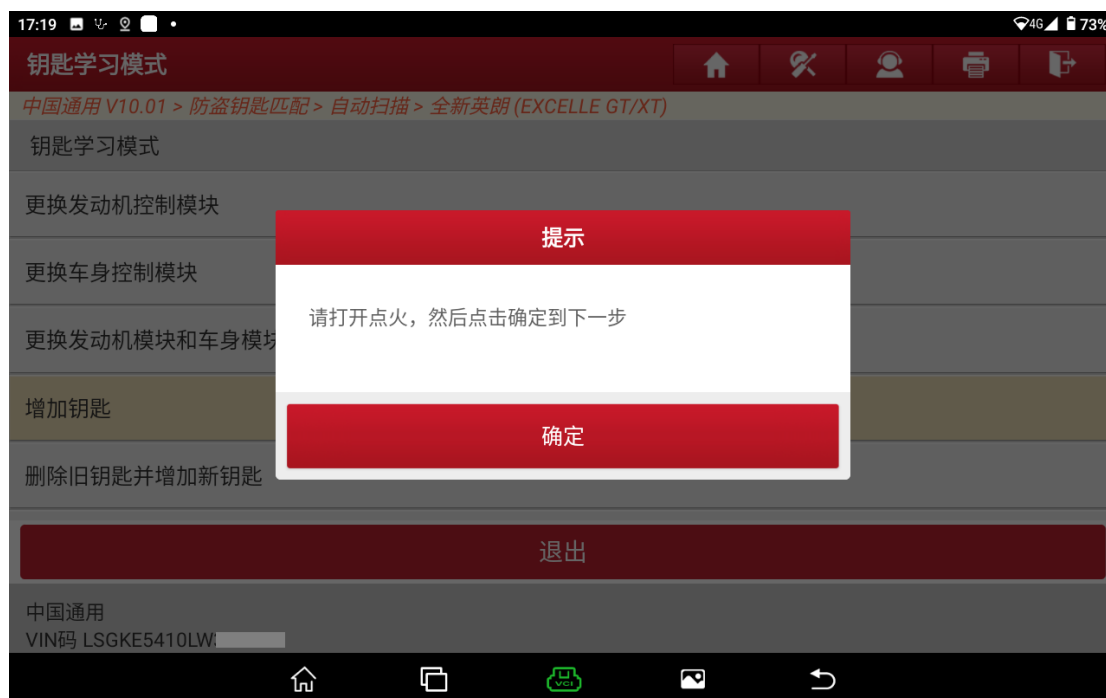 17:19
4G 73%
钥匙学习模式
中国通用 V10.01 > 防盗钥匙匹配 > 自动扫描 > 全新英朗 (EXCELLE GT/XT)
钥匙学习模式
更换发动机控制模块
提示
更换车身控制模块
请打开点火，然后点击确定到下一步
更换发动机模块和车身模块
增加钥匙
确定
删除旧钥匙并增加新钥匙
退出
中国通用
VIN码 LSGKE5410LW
VCI